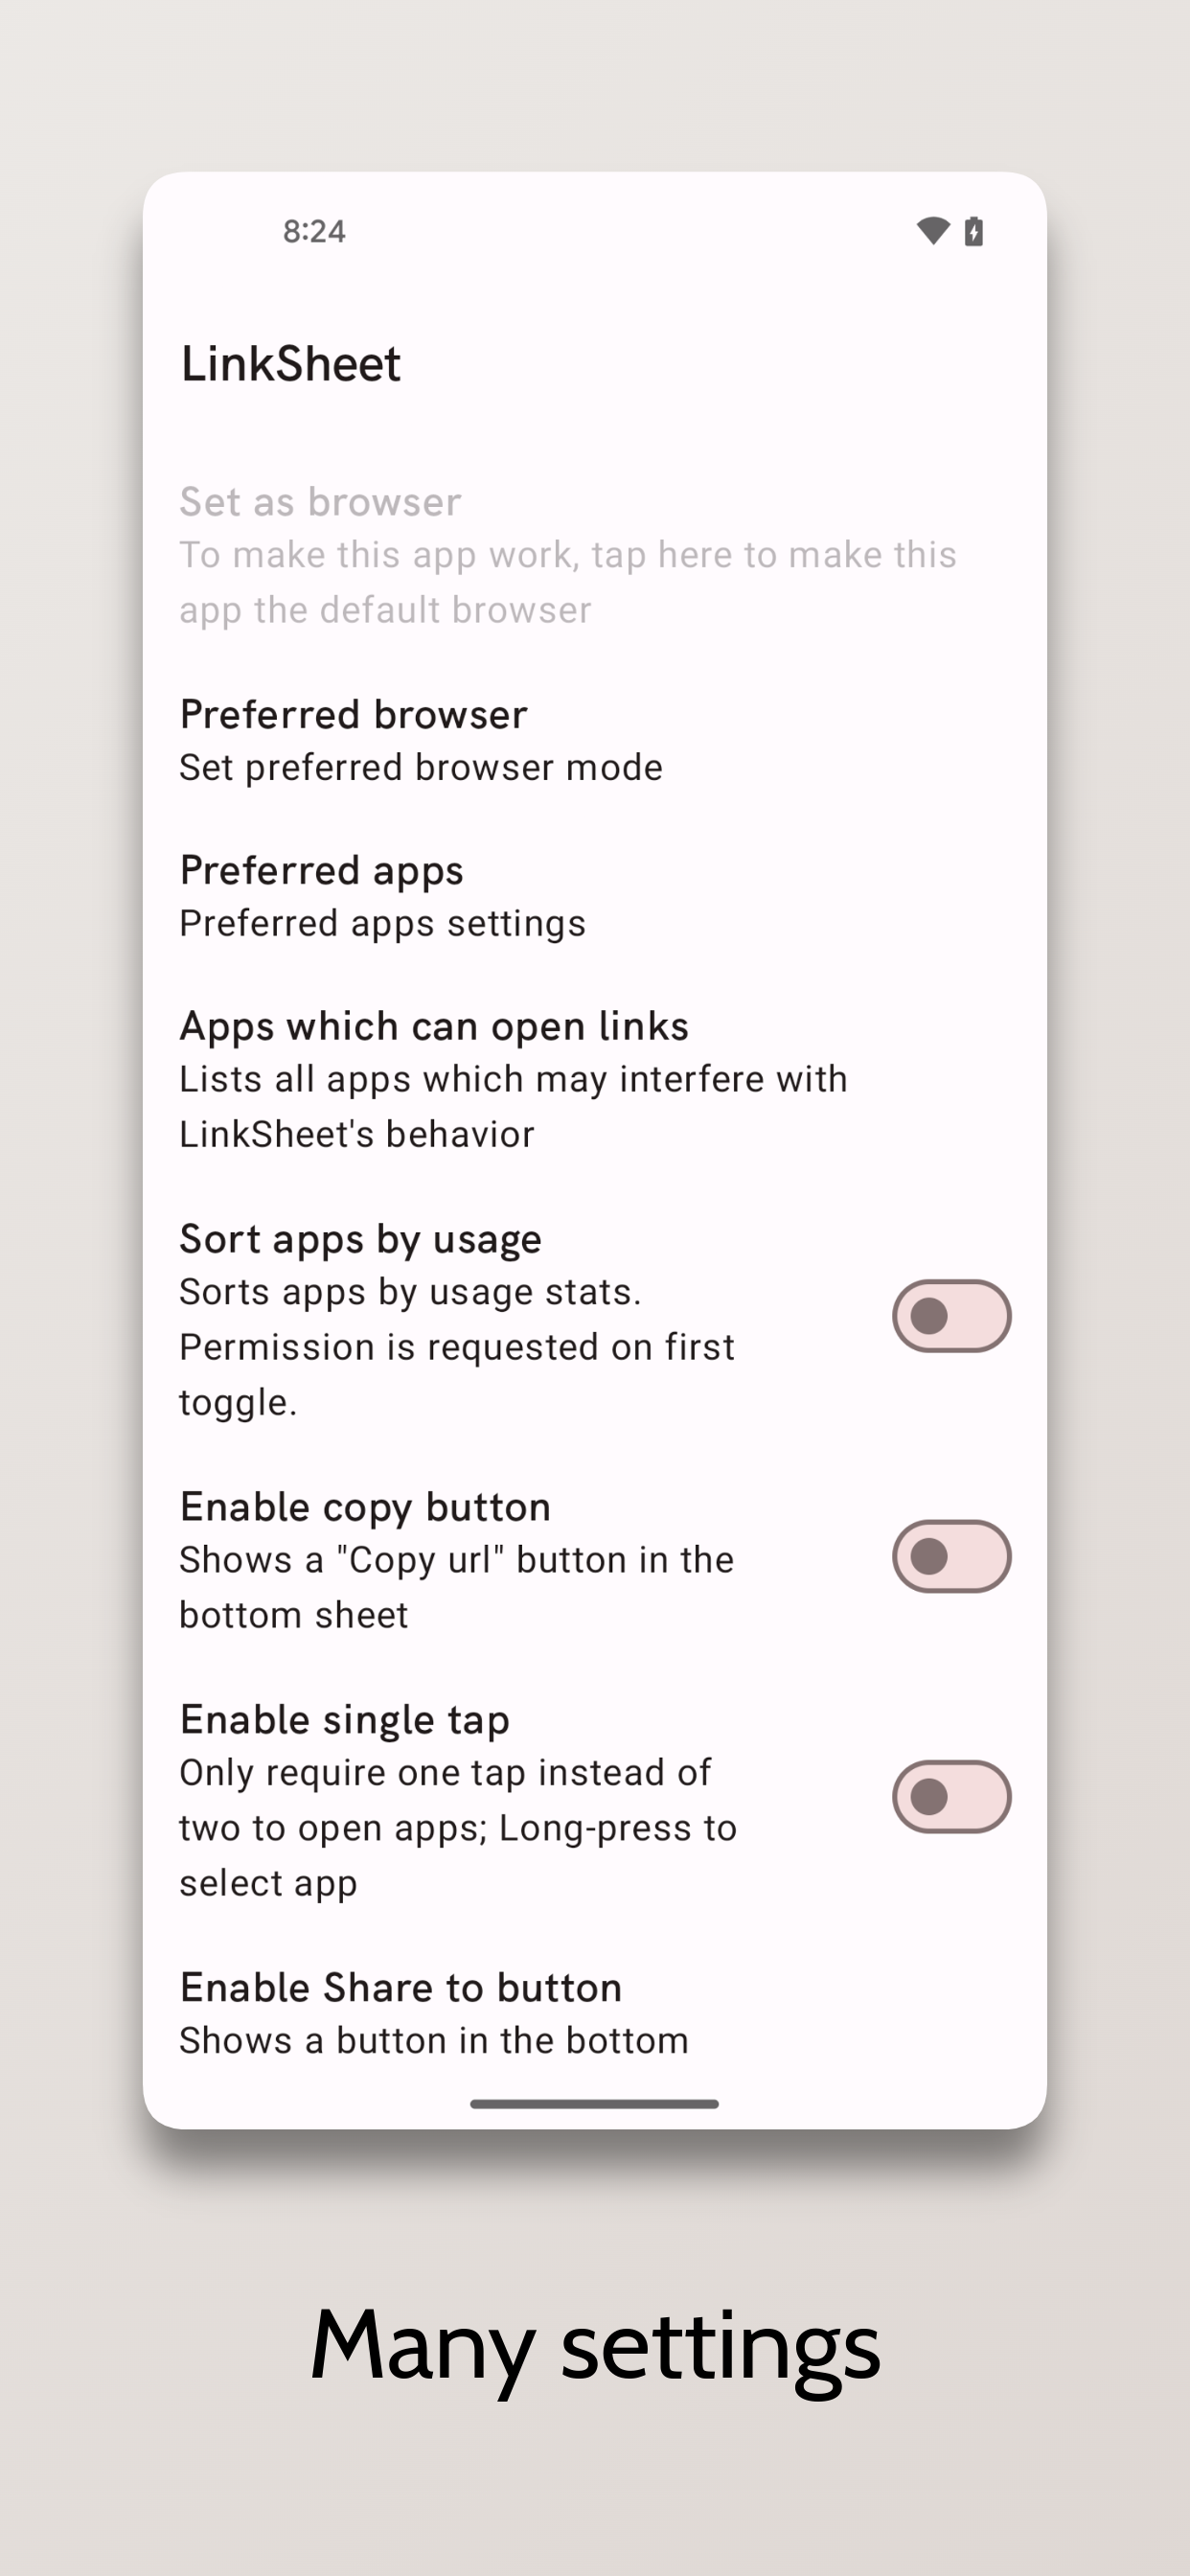 8:24
LinkSheet
Set as browser
To make this app work, tap here to make this
app the default browser
Preferred browser
Set preferred browser mode
Preferred apps
Preferred apps settings
Apps which can open links
Lists all apps which may interfere with
LinkSheet's behavior
Sort apps by usage
Sorts apps by usage stats.
Permission is requested on first
toggle.
Enable copy button
Shows a "Copy url" button in the
bottom sheet
Enable single tap
Only require one tap instead of
two to open apps; Long-press to
select app
Enable Share to button
Shows a button in the bottom
Many settings